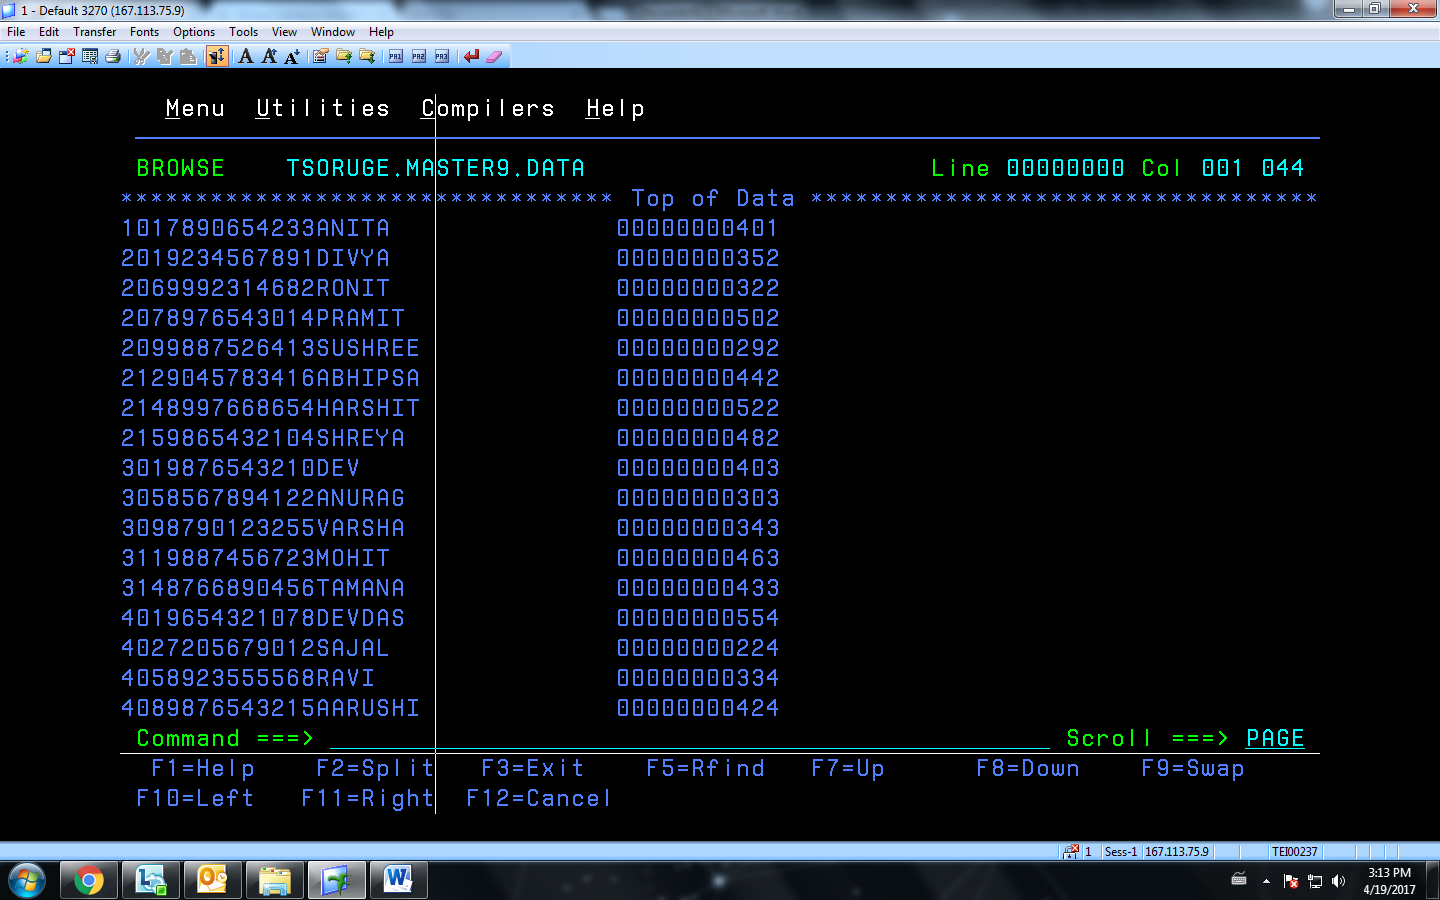 1 - Default 3270 (167.113.75.9)
File Edit Transfer Fonts Options Tools View Window Help
PA1 PA2 PA3
Menu Utilities Compilers Help
BROWSE TSORUGE.MASTER9.DATA Line 00000000 Col 001 044
********************************* Top of Data **********************************
1017890654233ANITA 00000000401
2019234567891DIVYA 00000000352
2069992314682RONIT 00000000322
2078976543014PRAMIT 00000000502
2099887526413SUSHREE 00000000292
2129045783416ABHIPSA 00000000442
2148997668654HARSHIT 00000000522
2159865432104SHREYA 00000000482
3019876543210DEV 00000000403
3058567894122ANURAG 00000000303
3098790123255VARSHA 00000000343
3119887456723MOHIT 00000000463
3148766890456TAMANA 00000000433
4019654321078DEVDAS 00000000554
4027205679012SAJAL 00000000224
4058923555568RAVI 00000000334
4089876543215AARUSHI 00000000424
Command ===> Scroll ===> PAGE
F1=Help F2=Split F3=Exit F5=Rfind F7=Up F8=Down F9=Swap
F10=Left F11=Right F12=Cancel
1 Sess-1 167.113.75.9 TEI00237
3:13 PM
4/19/2017